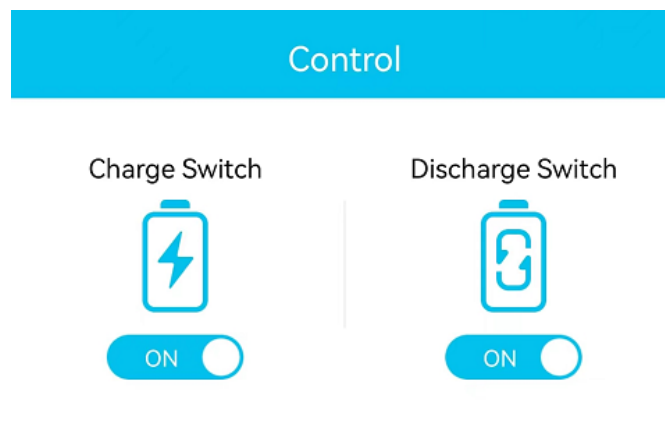 Control
Charge Switch
Discharge Switch
ON
ON